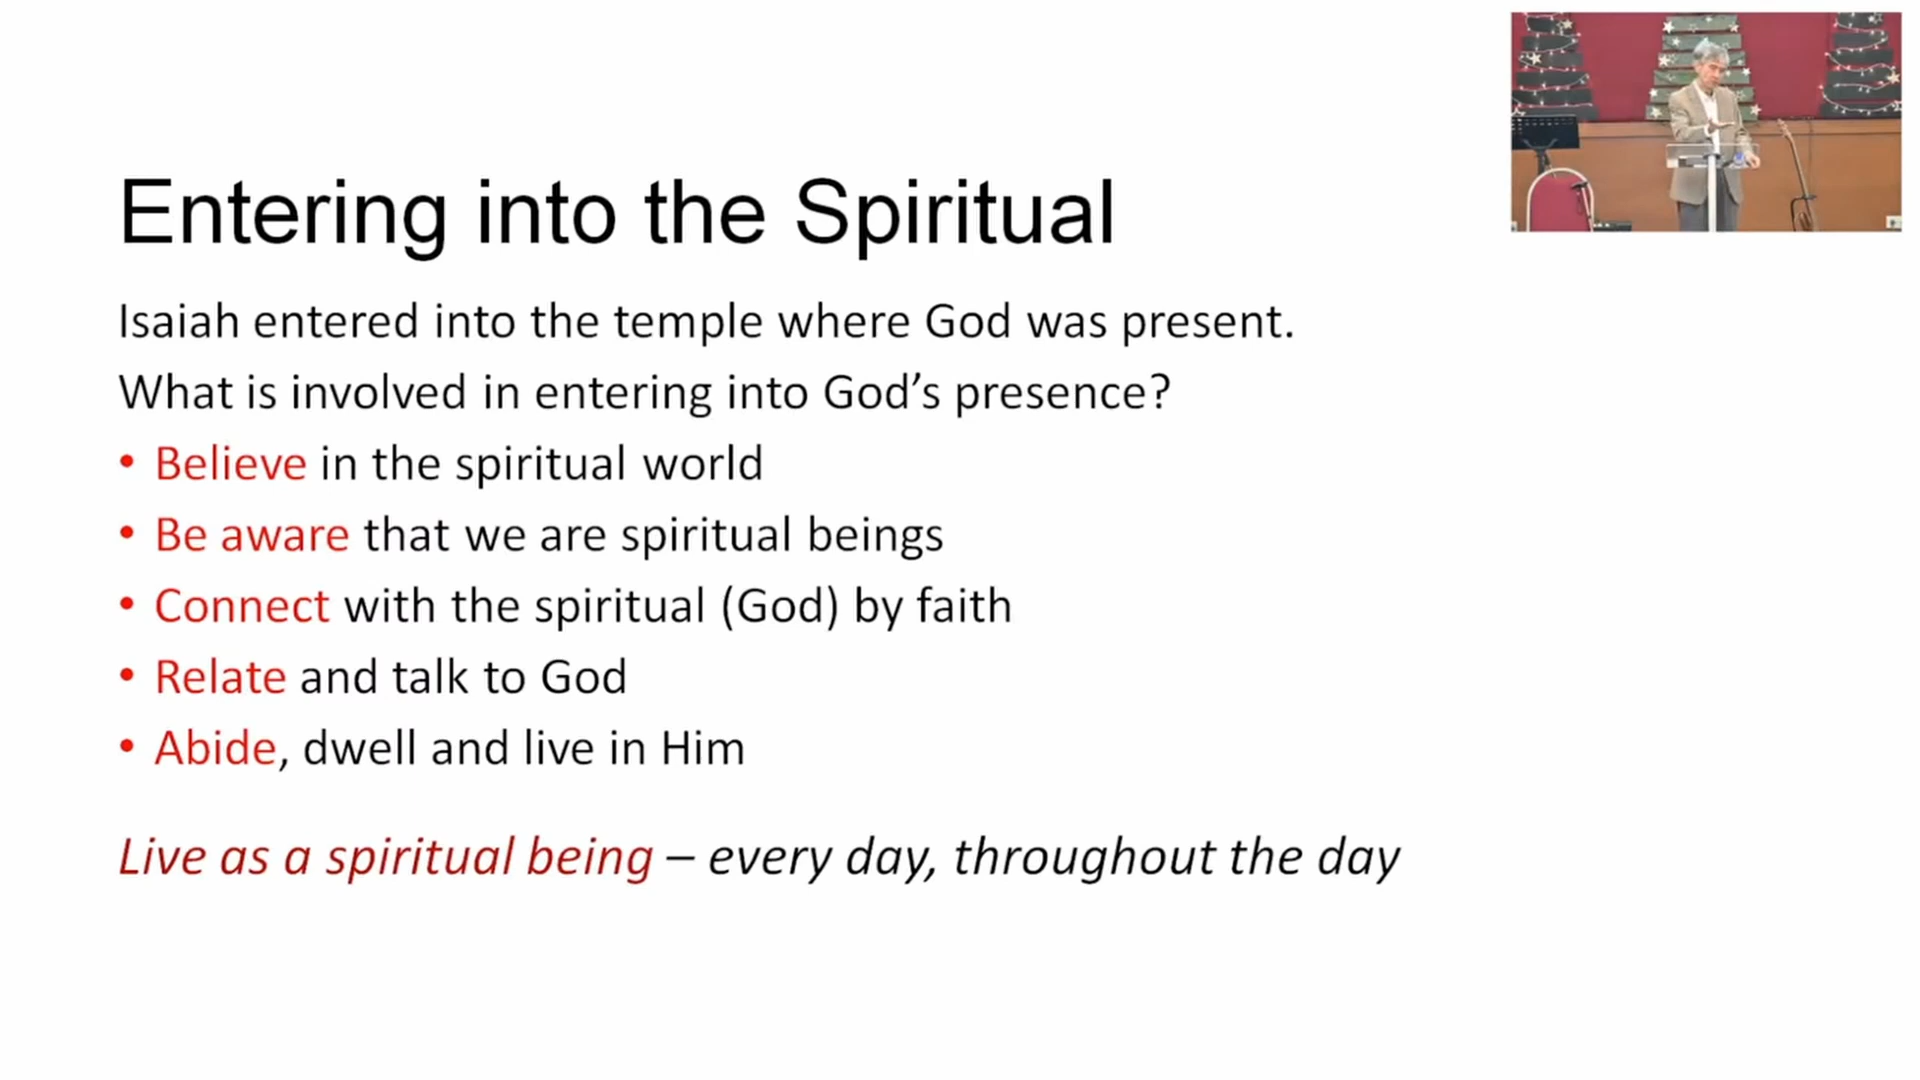 Entering into the Spiritual
Isaiah entered into the temple where God was present.
What is involved in entering into God’s presence?
• Believe in the spiritual world
• Be aware that we are spiritual beings
• Connect with the spiritual (God) by faith
• Relate and talk to God
• Abide, dwell and live in Him
Live as a spiritual being – every day, throughout the day